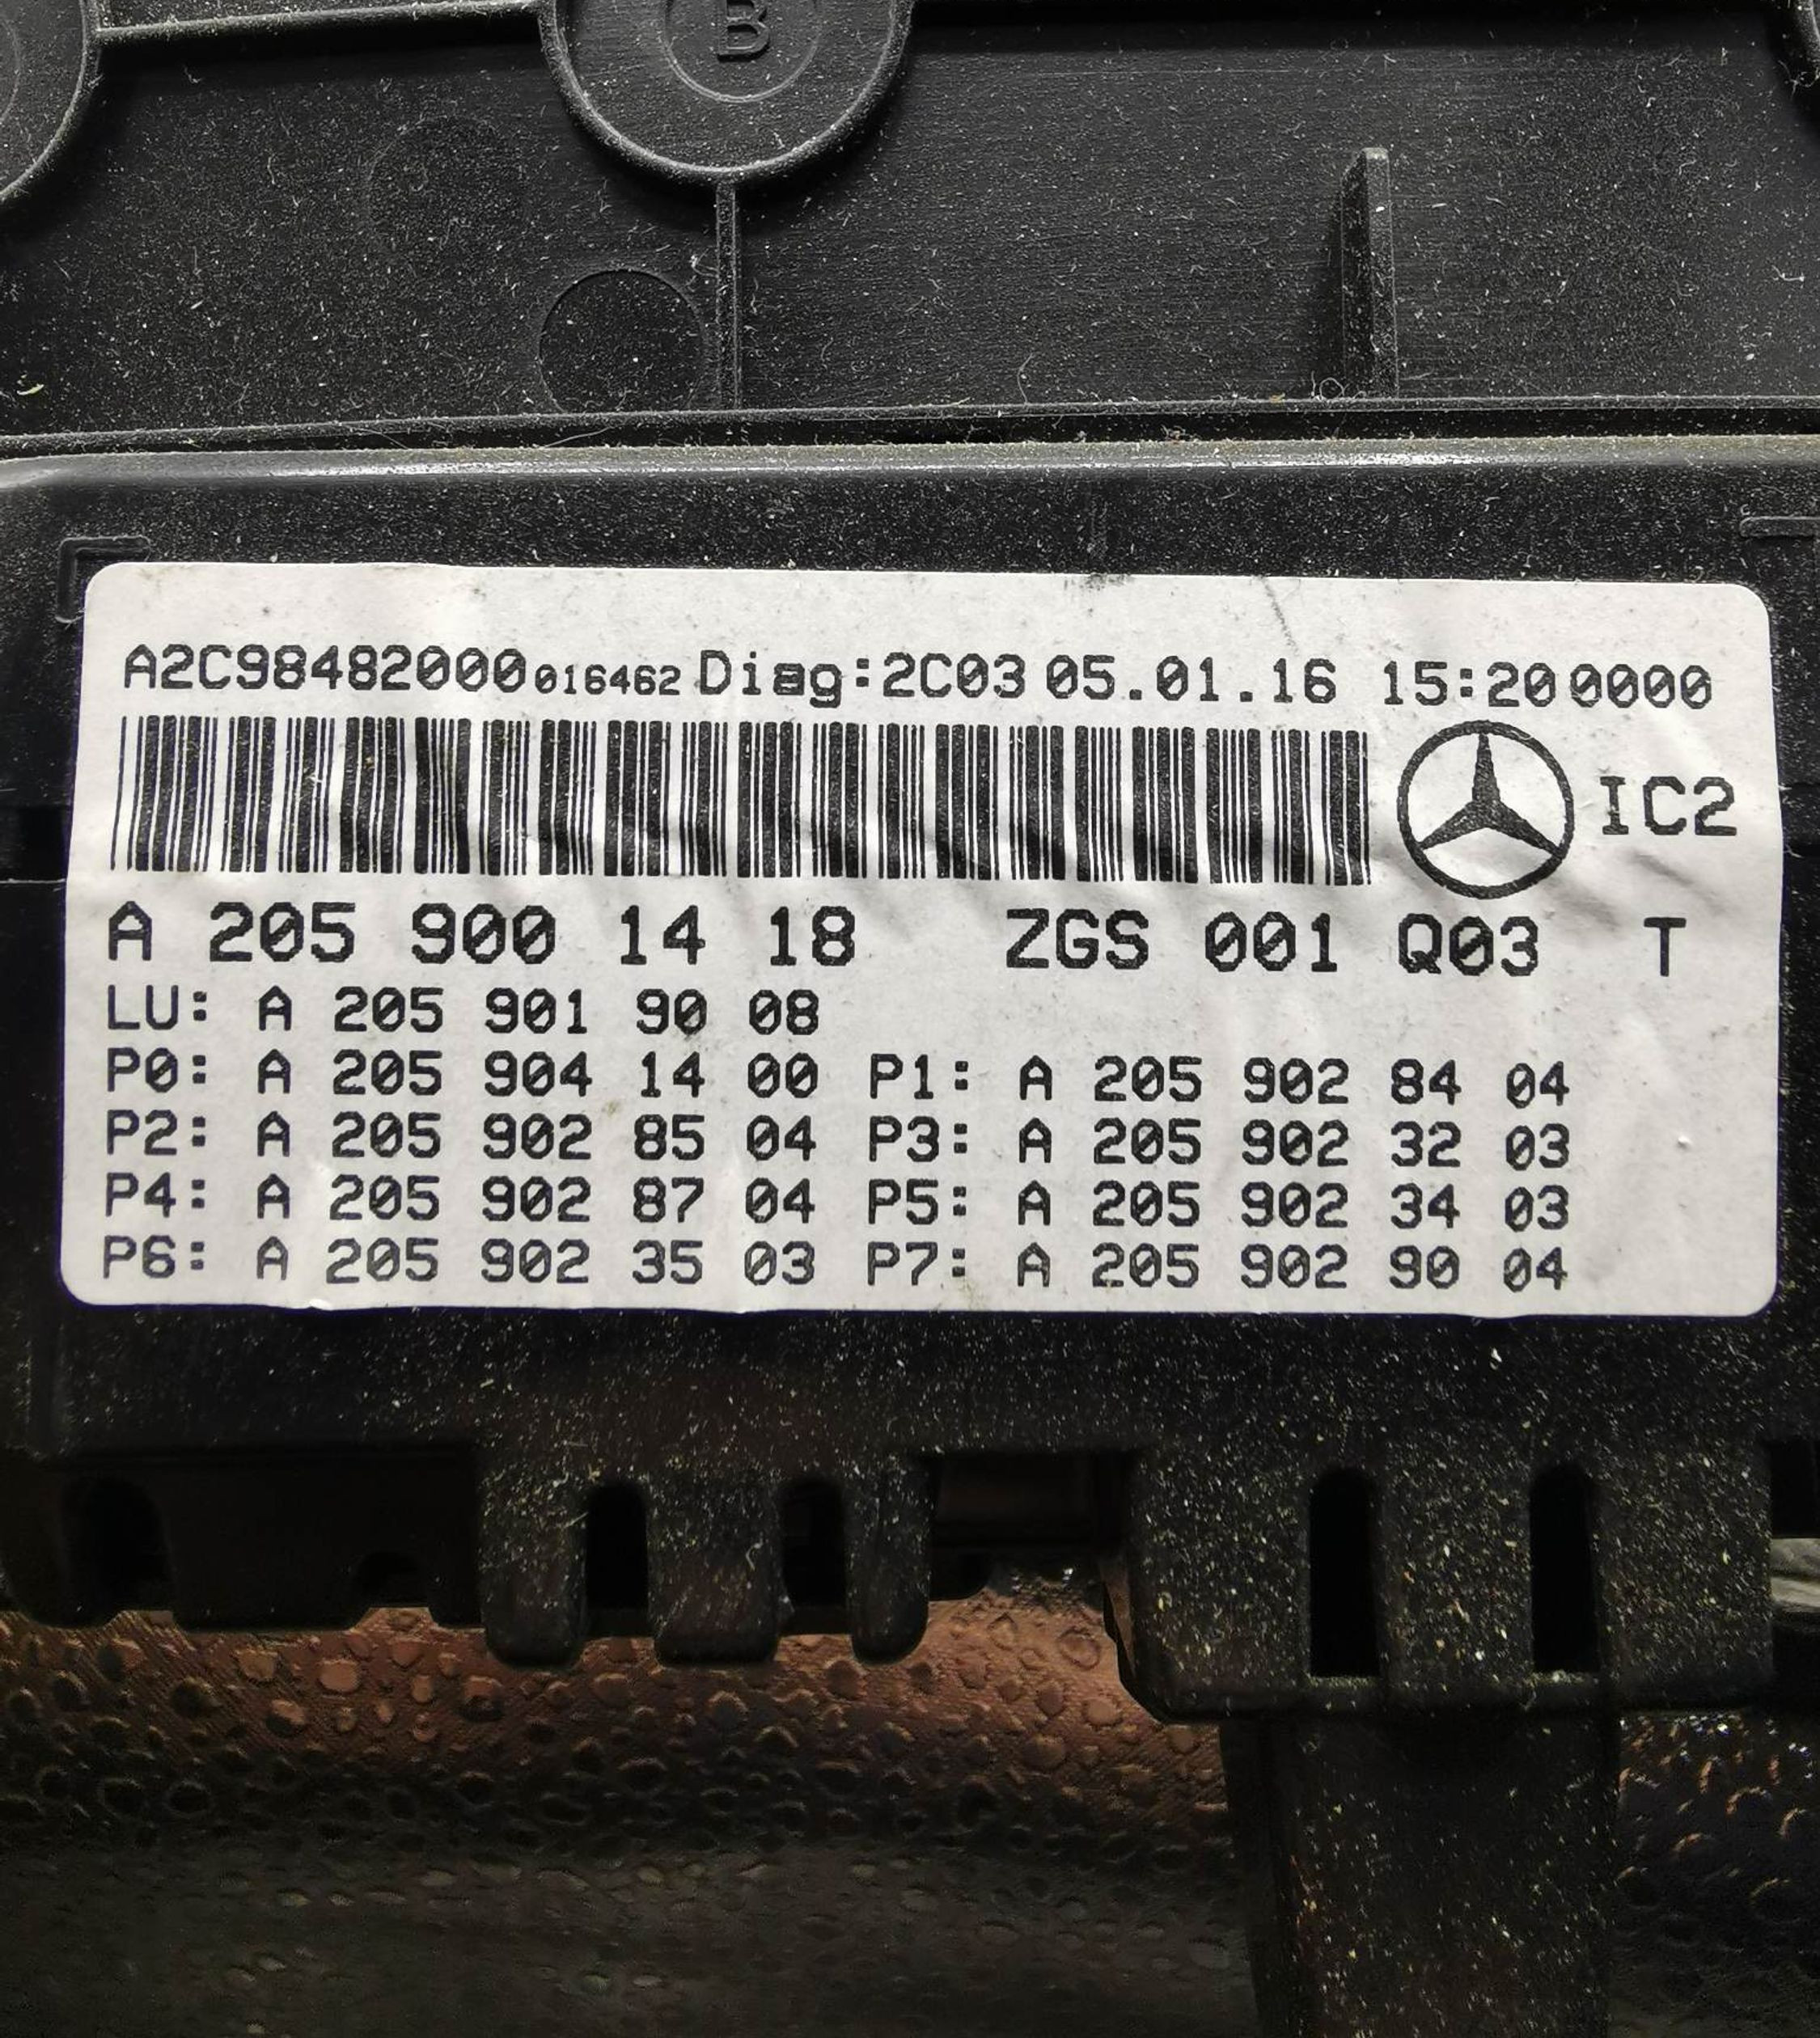 B
A2C98482000016462 Diag:2C03 05.01.16 15:20 0000
IC2
A 205 900 14 18 ZGS 001 Q03 T
LU: A 205 901 90 08
P0: A 205 904 14 00 P1: A 205 902 84 04
P2: A 205 902 85 04 P3: A 205 902 32 03
P4: A 205 902 87 04 P5: A 205 902 34 03
P6: A 205 902 35 03 P7: A 205 902 90 04